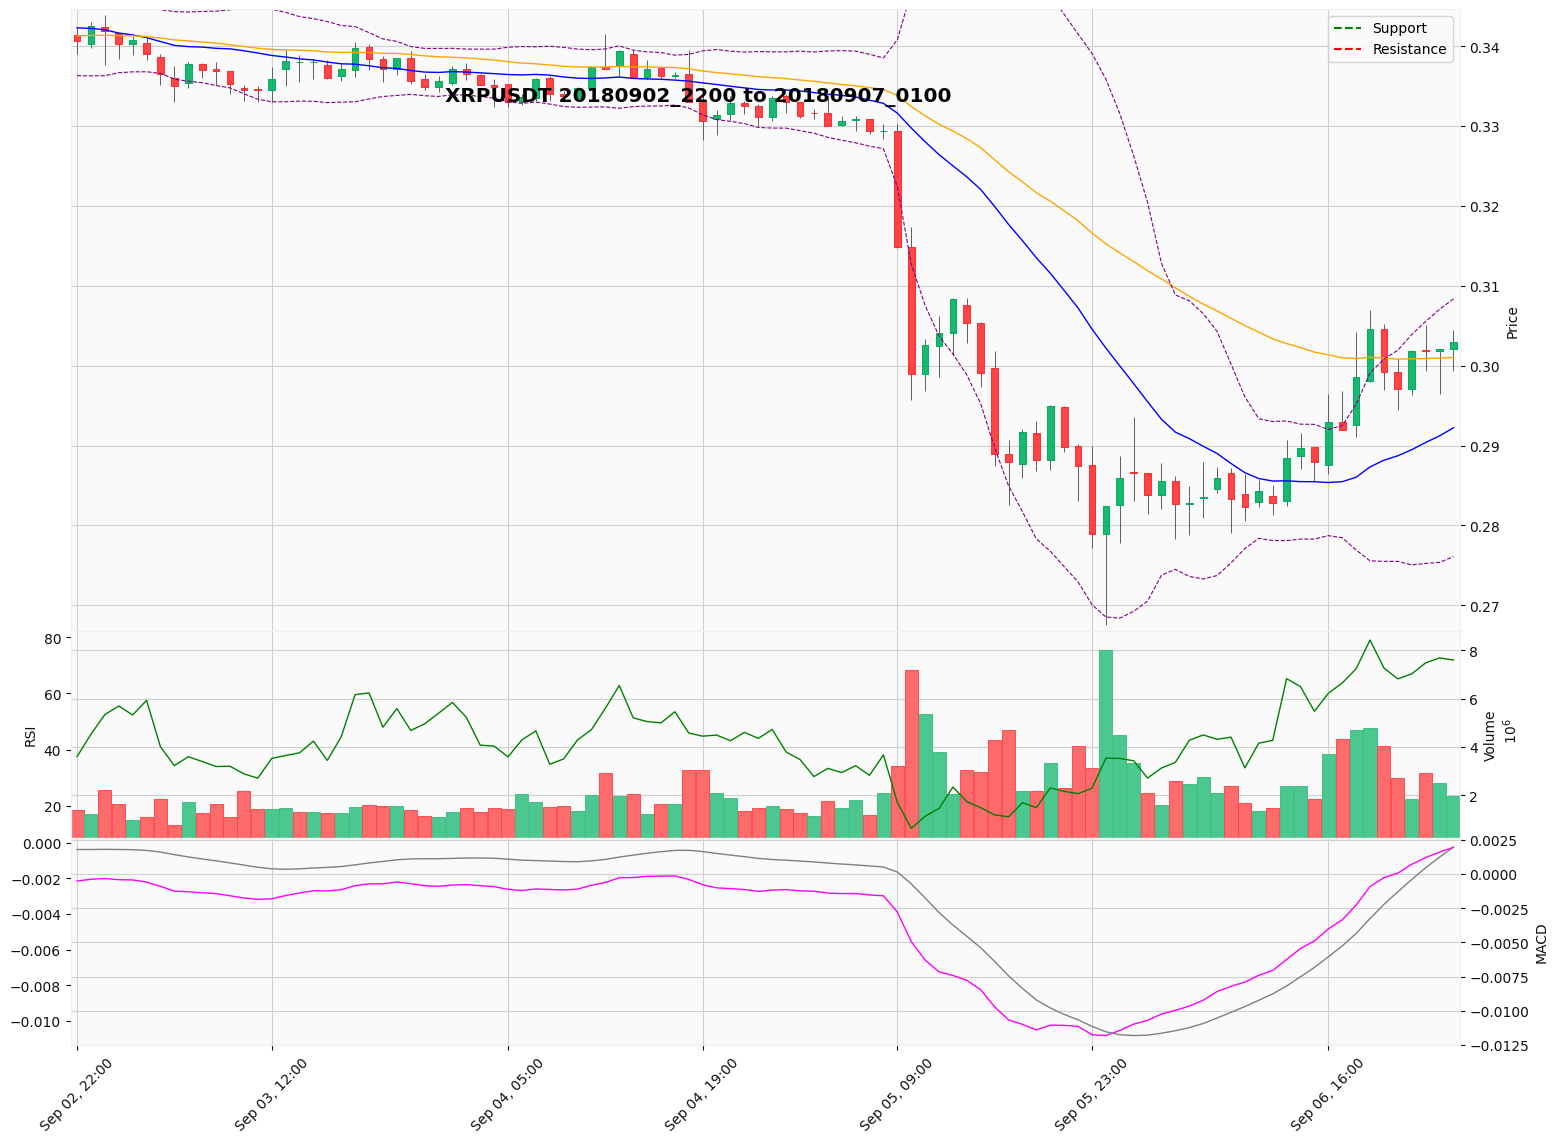 XRPUSDT 20180902_2200 to 20180907_0100
Support
Resistance
0.34
0.33
0.32
0.31
0.30
0.29
0.28
0.27
Price
80
60
40
20
RSI
8
6
4
2
Volume
10^6
0.000
−0.002
−0.004
−0.006
−0.008
−0.010
0.0025
0.0000
−0.0025
−0.0050
−0.0075
−0.0100
−0.0125
MACD
Sep 02, 22:00
Sep 03, 12:00
Sep 04, 05:00
Sep 04, 19:00
Sep 05, 09:00
Sep 05, 23:00
Sep 06, 16:00